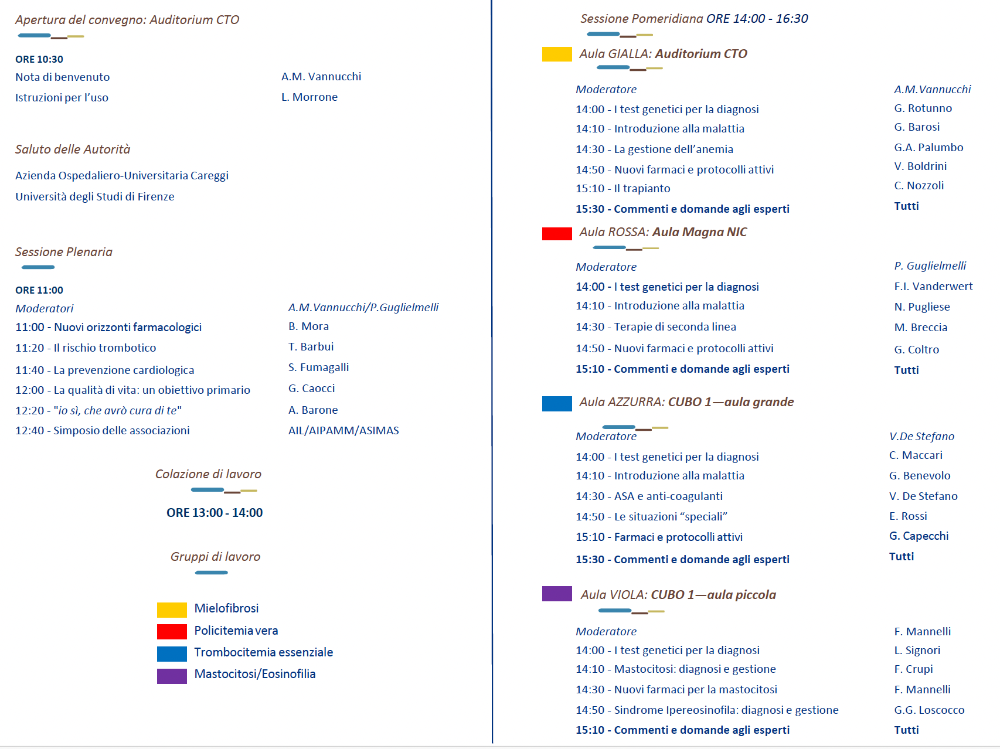 Apertura del convegno: Auditorium CTO
ORE 10:30
Nota di benvenuto A.M. Vannucchi
Istruzioni per l’uso L. Morrone
Saluto delle Autorità
Azienda Ospedaliero-Universitaria Careggi
Università degli Studi di Firenze
Sessione Plenaria
ORE 11:00
Moderatori A.M.Vannucchi/P.Guglielmelli
11:00 - Nuovi orizzonti farmacologici B. Mora
11:20 - Il rischio trombotico T. Barbui
11:40 - La prevenzione cardiologica S. Fumagalli
12:00 - La qualità di vita: un obiettivo primario G. Caocci
12:20 - "io sì, che avrò cura di te" A. Barone
12:40 - Simposio delle associazioni AIL/AIPAMM/ASIMAS
Colazione di lavoro
ORE 13:00 - 14:00
Gruppi di lavoro
Mielofibrosi
Policitemia vera
Trombocitemia essenziale
Mastocitosi/Eosinofilia
Sessione Pomeridiana ORE 14:00 - 16:30
Aula GIALLA: Auditorium CTO
Moderatore A.M.Vannucchi
14:00 - I test genetici per la diagnosi G. Rotunno
14:10 - Introduzione alla malattia G. Barosi
14:30 - La gestione dell’anemia G.A. Palumbo
14:50 - Nuovi farmaci e protocolli attivi V. Boldrini
15:10 - Il trapianto C. Nozzoli
15:30 - Commenti e domande agli esperti Tutti
Aula ROSSA: Aula Magna NIC
Moderatore P. Guglielmelli
14:00 - I test genetici per la diagnosi F.I. Vanderwert
14:10 - Introduzione alla malattia N. Pugliese
14:30 - Terapie di seconda linea M. Breccia
14:50 - Nuovi farmaci e protocolli attivi G. Coltro
15:10 - Commenti e domande agli esperti Tutti
Aula AZZURRA: CUBO 1—aula grande
Moderatore V.De Stefano
14:00 - I test genetici per la diagnosi C. Maccari
14:10 - Introduzione alla malattia G. Benevolo
14:30 - ASA e anti-coagulanti V. De Stefano
14:50 - Le situazioni “speciali” E. Rossi
15:10 - Farmaci e protocolli attivi G. Capecchi
15:30 - Commenti e domande agli esperti Tutti
Aula VIOLA: CUBO 1—aula piccola
Moderatore F. Mannelli
14:00 - I test genetici per la diagnosi L. Signori
14:10 - Mastocitosi: diagnosi e gestione F. Crupi
14:30 - Nuovi farmaci per la mastocitosi F. Mannelli
14:50 - Sindrome Ipereosinofila: diagnosi e gestione G.G. Loscocco
15:10 - Commenti e domande agli esperti Tutti